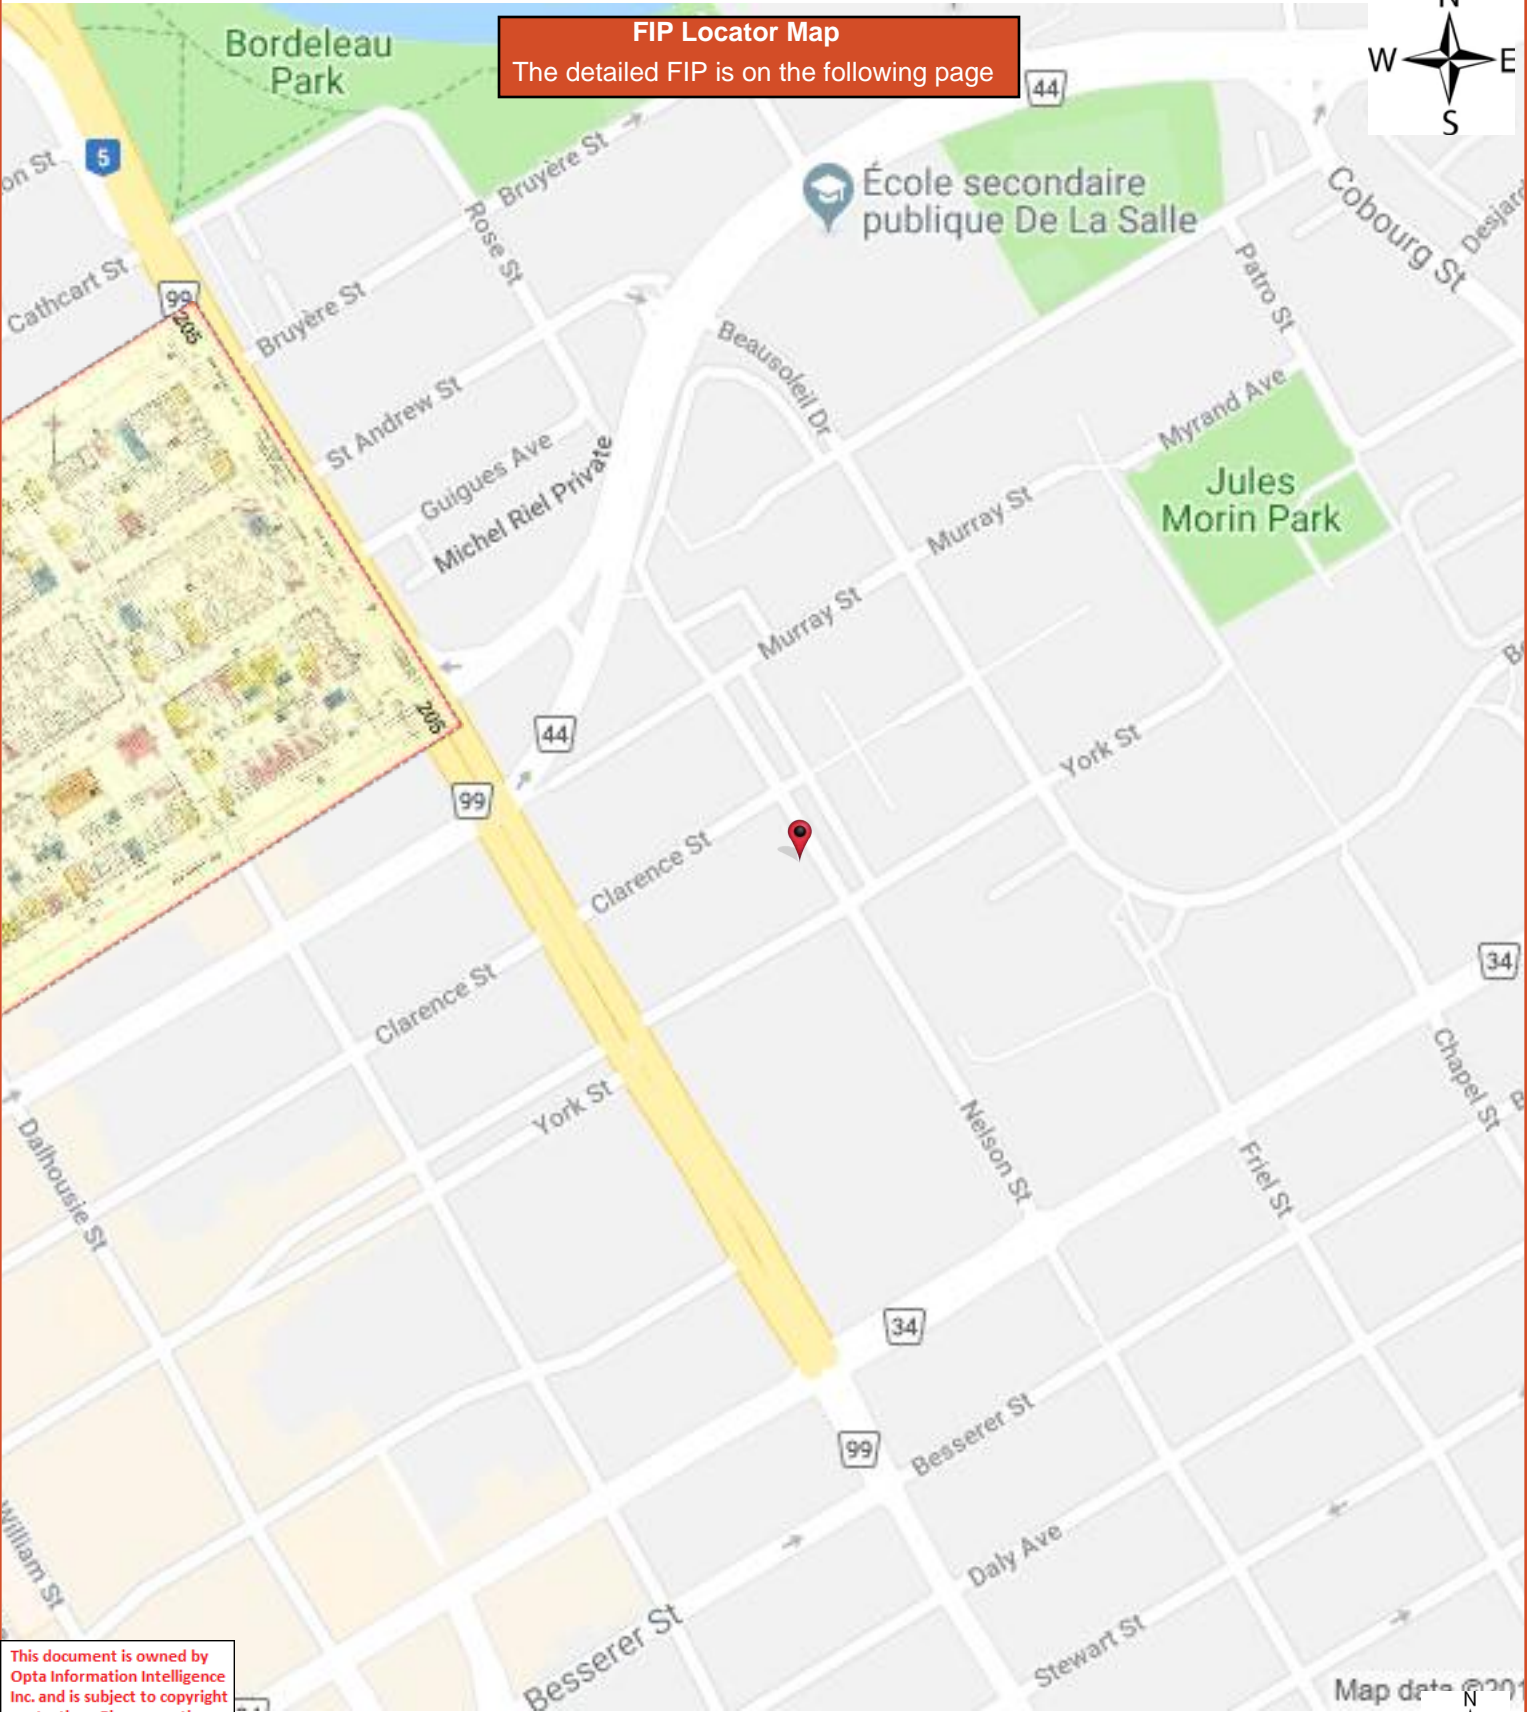 N
W
E
S
FIP Locator Map
The detailed FIP is on the following page
Bordeleau
Park
44
5
on St
Bruyère St
École secondaire
publique De La Salle
Cobourg St
Rose St
Patro St
Cathcart St
99
205
Bruyère St
Beausoleil Dr
St Andrew St
Myrand Ave
Guigues Ave
Michel Riel Private
Jules
Morin Park
Murray St
Murray St
205
44
York St
99
Clarence St
34
Clarence St
York St
Chapel St
Dalhousie St
Nelson St
Friel St
34
99
Besserer St
William St
Daly Ave
Besserer St
Stewart St
This document is owned by
Opta Information Intelligence
Inc. and is subject to copyright
Map data ©201
N